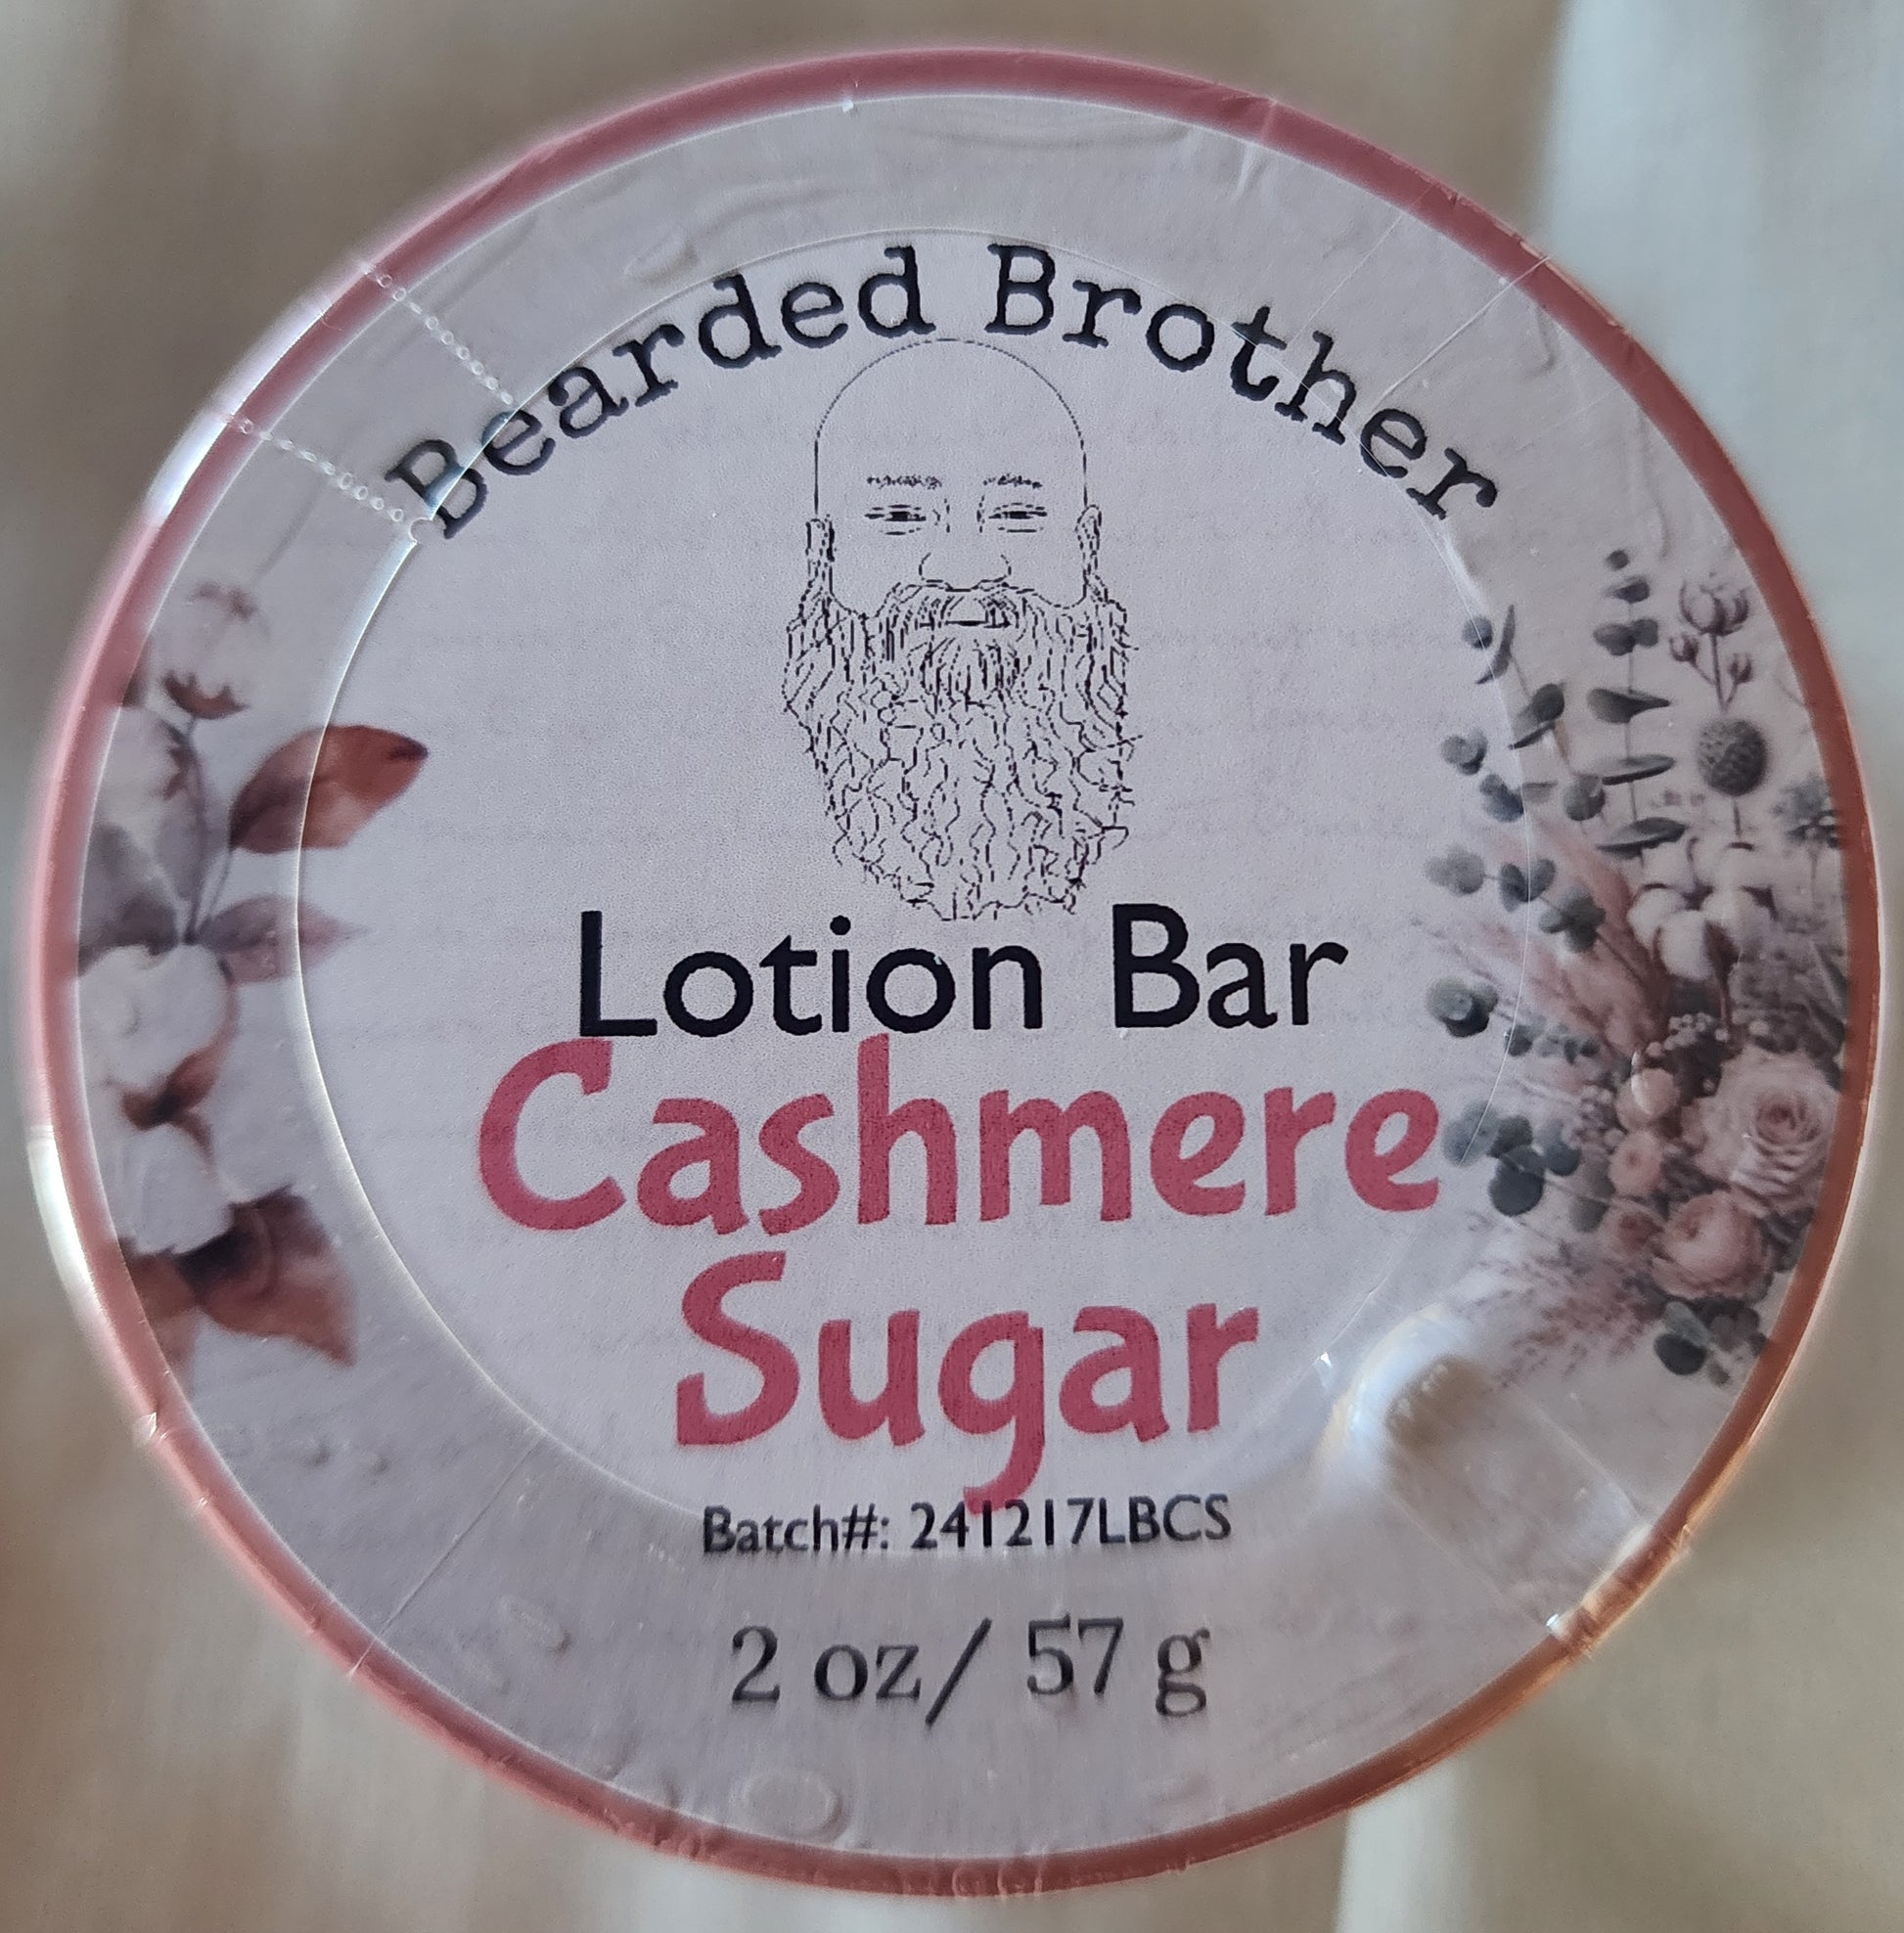 Bearded Brother
Lotion Bar
Cashmere
Sugar
Batch#: 241217LBCS
2 oz/ 57 g